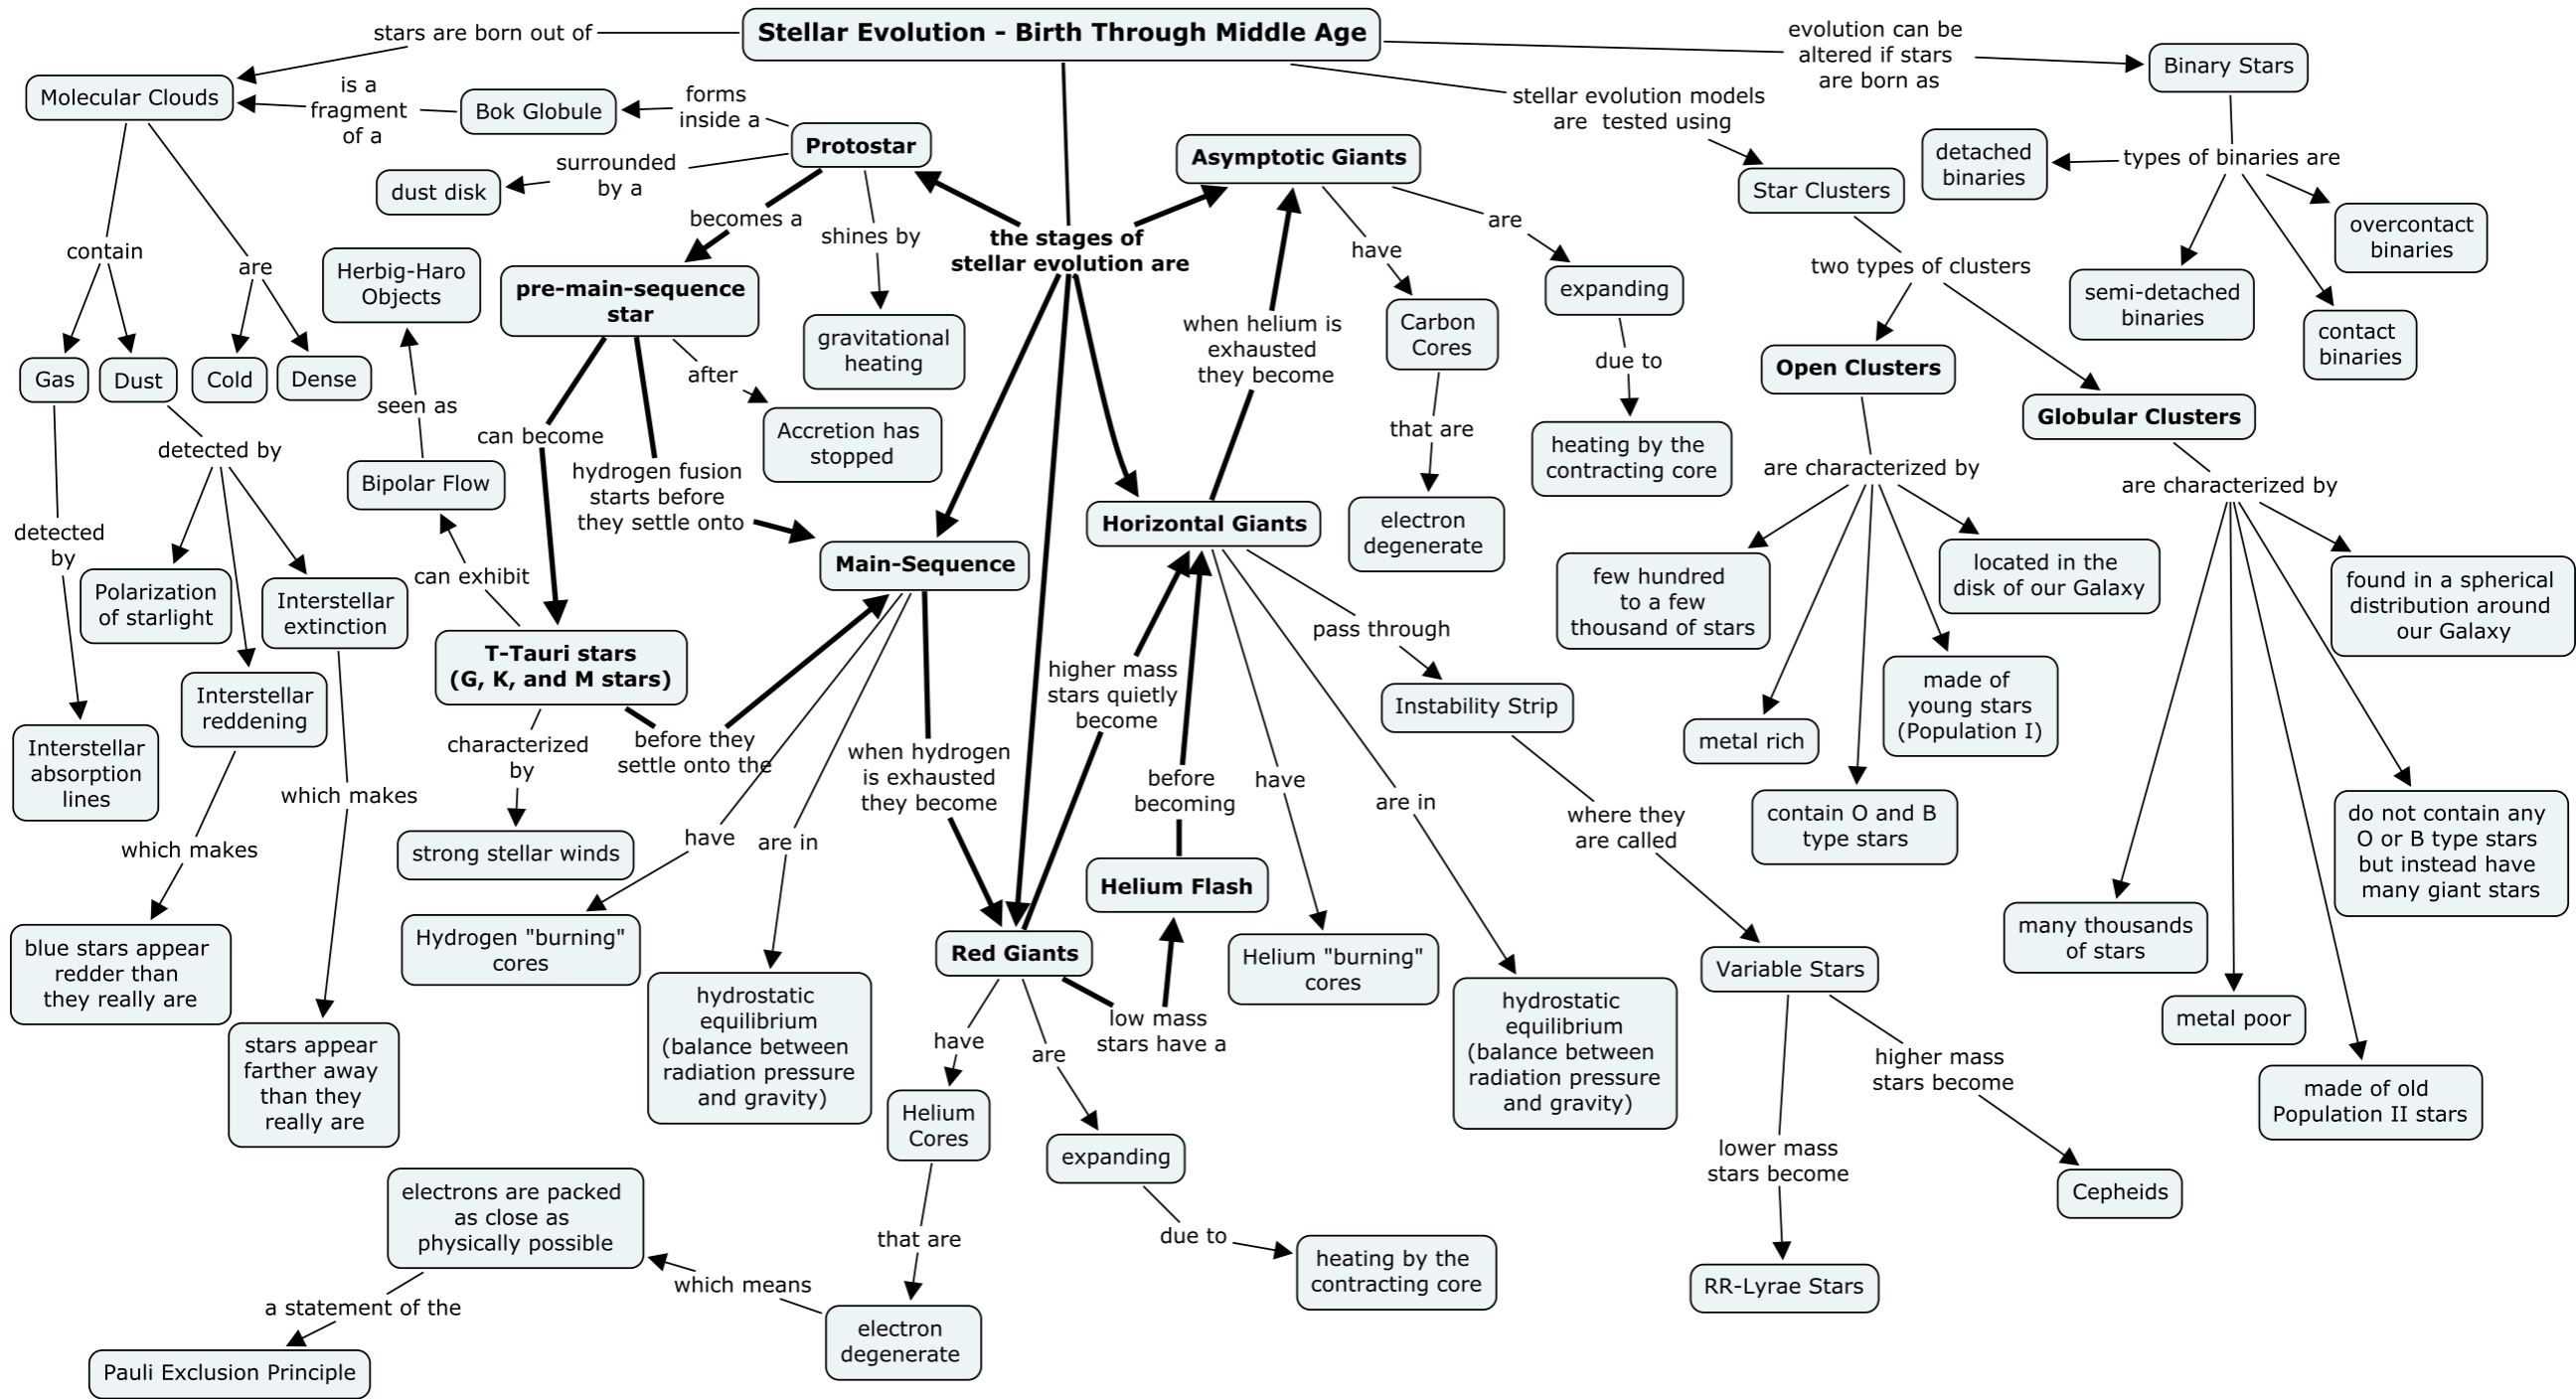 Stellar Evolution - Birth Through Middle Age
stars are born out of
Molecular Clouds
is a
fragment
of a
Bok Globule
forms
inside a
Protostar
surrounded
by a
dust disk
becomes a
shines by
gravitational
heating
pre-main-sequence
star
after
Accretion has
stopped
can become
hydrogen fusion
starts before
they settle onto
contain
are
Gas
Dust
Cold
Dense
detected
by
Interstellar
absorption
lines
detected by
Polarization
of starlight
Interstellar
reddening
Interstellar
extinction
which makes
blue stars appear
redder than
they really are
which makes
stars appear
farther away
than they
really are
Herbig-Haro
Objects
seen as
Bipolar Flow
can exhibit
T-Tauri stars
(G, K, and M stars)
characterized
by
strong stellar winds
before they
settle onto the
the stages of
stellar evolution are
Main-Sequence
have
Hydrogen "burning"
cores
are in
hydrostatic
equilibrium
(balance between
radiation pressure
and gravity)
when hydrogen
is exhausted
they become
Red Giants
have
Helium
Cores
that are
electron
degenerate
which means
electrons are packed
as close as
physically possible
a statement of the
Pauli Exclusion Principle
are
expanding
due to
heating by the
contracting core
low mass
stars have a
Helium Flash
before
becoming
higher mass
stars quietly
become
Horizontal Giants
have
Helium "burning"
cores
are in
hydrostatic
equilibrium
(balance between
radiation pressure
and gravity)
pass through
Instability Strip
where they
are called
Variable Stars
lower mass
stars become
RR-Lyrae Stars
higher mass
stars become
Cepheids
when helium is
exhausted
they become
Asymptotic Giants
have
Carbon
Cores
that are
electron
degenerate
are
expanding
due to
heating by the
contracting core
stellar evolution models
are tested using
Star Clusters
two types of clusters
Open Clusters
are characterized by
few hundred
to a few
thousand of stars
metal rich
contain O and B
type stars
made of
young stars
(Population I)
located in the
disk of our Galaxy
Globular Clusters
are characterized by
many thousands
of stars
metal poor
made of old
Population II stars
do not contain any
O or B type stars
but instead have
many giant stars
found in a spherical
distribution around
our Galaxy
evolution can be
altered if stars
are born as
Binary Stars
types of binaries are
detached
binaries
semi-detached
binaries
contact
binaries
overcontact
binaries